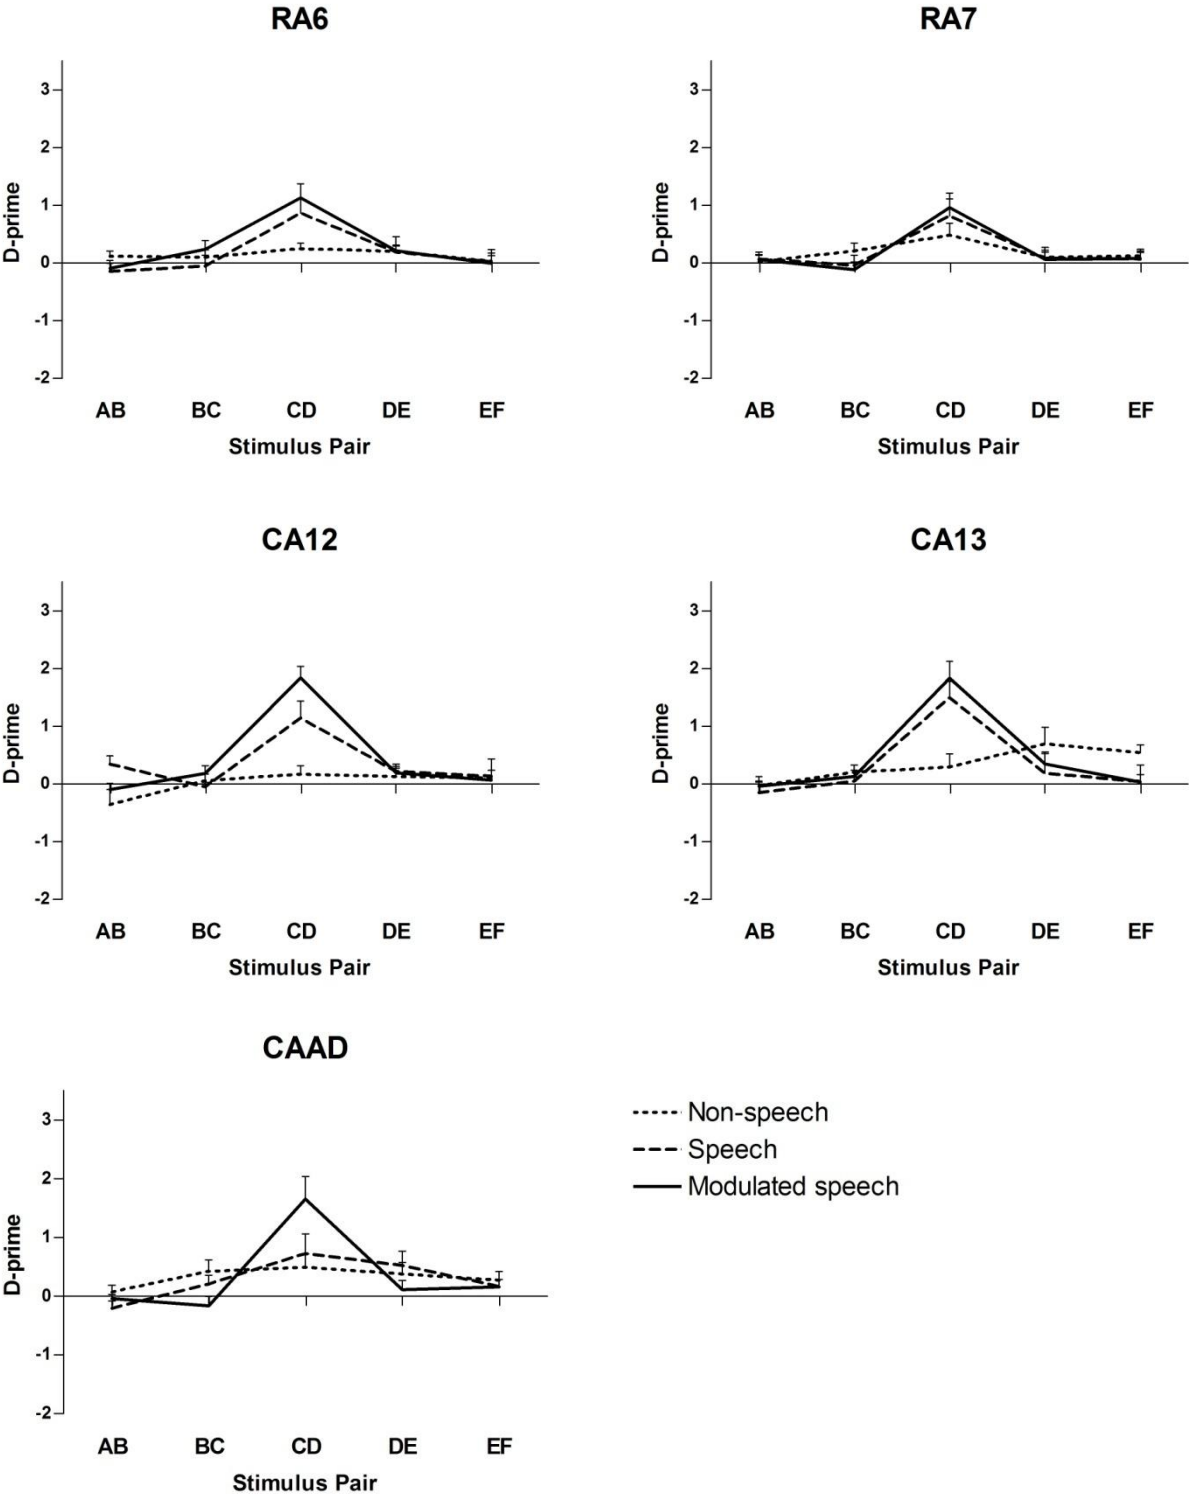 RA6
3
2
1
0
-1
-2
D-prime
AB BC CD DE EF
Stimulus Pair
RA7
3
2
1
0
-1
-2
D-prime
AB BC CD DE EF
Stimulus Pair
CA12
3
2
1
0
-1
-2
D-prime
AB BC CD DE EF
Stimulus Pair
CA13
3
2
1
0
-1
-2
D-prime
AB BC CD DE EF
Stimulus Pair
CAAD
3
2
1
0
-1
-2
D-prime
AB BC CD DE EF
Stimulus Pair
Non-speech
Speech
Modulated speech